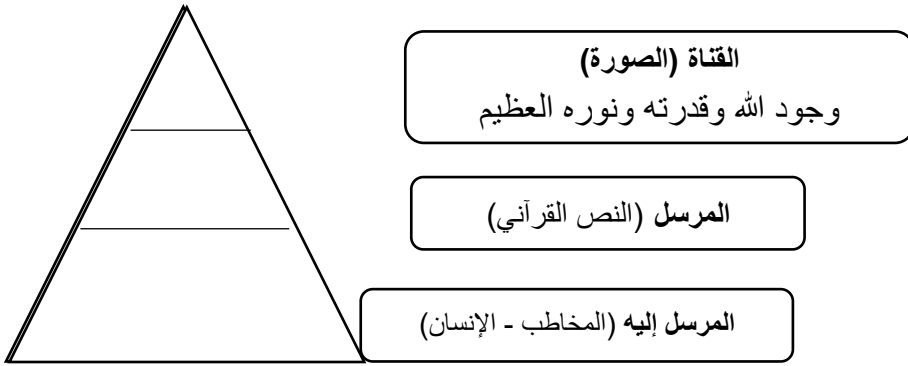 القناة (الصورة)
وجود الله وقدرته ونوره العظيم
المرسل (النص القرآني)
المرسل إليه (المخاطب - الإنسان)